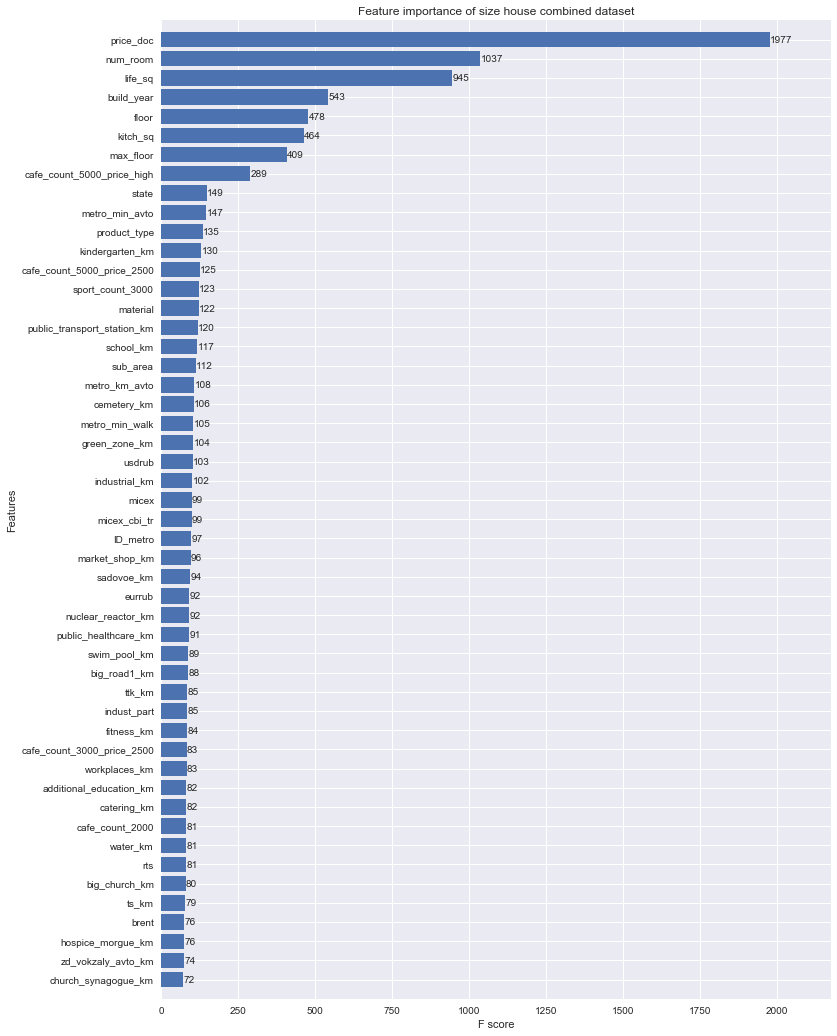 Feature importance of size house combined dataset
price_doc 1977
num_room 1037
life_sq 945
build_year 543
floor 478
kitch_sq 464
max_floor 409
cafe_count_5000_price_high 289
state 149
metro_min_avto 147
product_type 135
kindergarten_km 130
cafe_count_5000_price_2500 125
sport_count_3000 123
material 122
public_transport_station_km 120
school_km 117
sub_area 112
metro_km_avto 108
cemetery_km 106
metro_min_walk 105
green_zone_km 104
usdrub 103
industrial_km 102
micex 99
micex_cbi_tr 99
ID_metro 97
market_shop_km 96
sadovoe_km 94
eurrub 92
nuclear_reactor_km 92
public_healthcare_km 91
swim_pool_km 89
big_road1_km 88
ttk_km 85
indust_part 85
fitness_km 84
cafe_count_3000_price_2500 83
workplaces_km 83
additional_education_km 82
catering_km 82
cafe_count_2000 81
water_km 81
rts 81
big_church_km 80
ts_km 79
brent 76
hospice_morgue_km 76
zd_vokzaly_avto_km 74
church_synagogue_km 72
Features
0 250 500 750 1000 1250 1500 1750 2000
F score